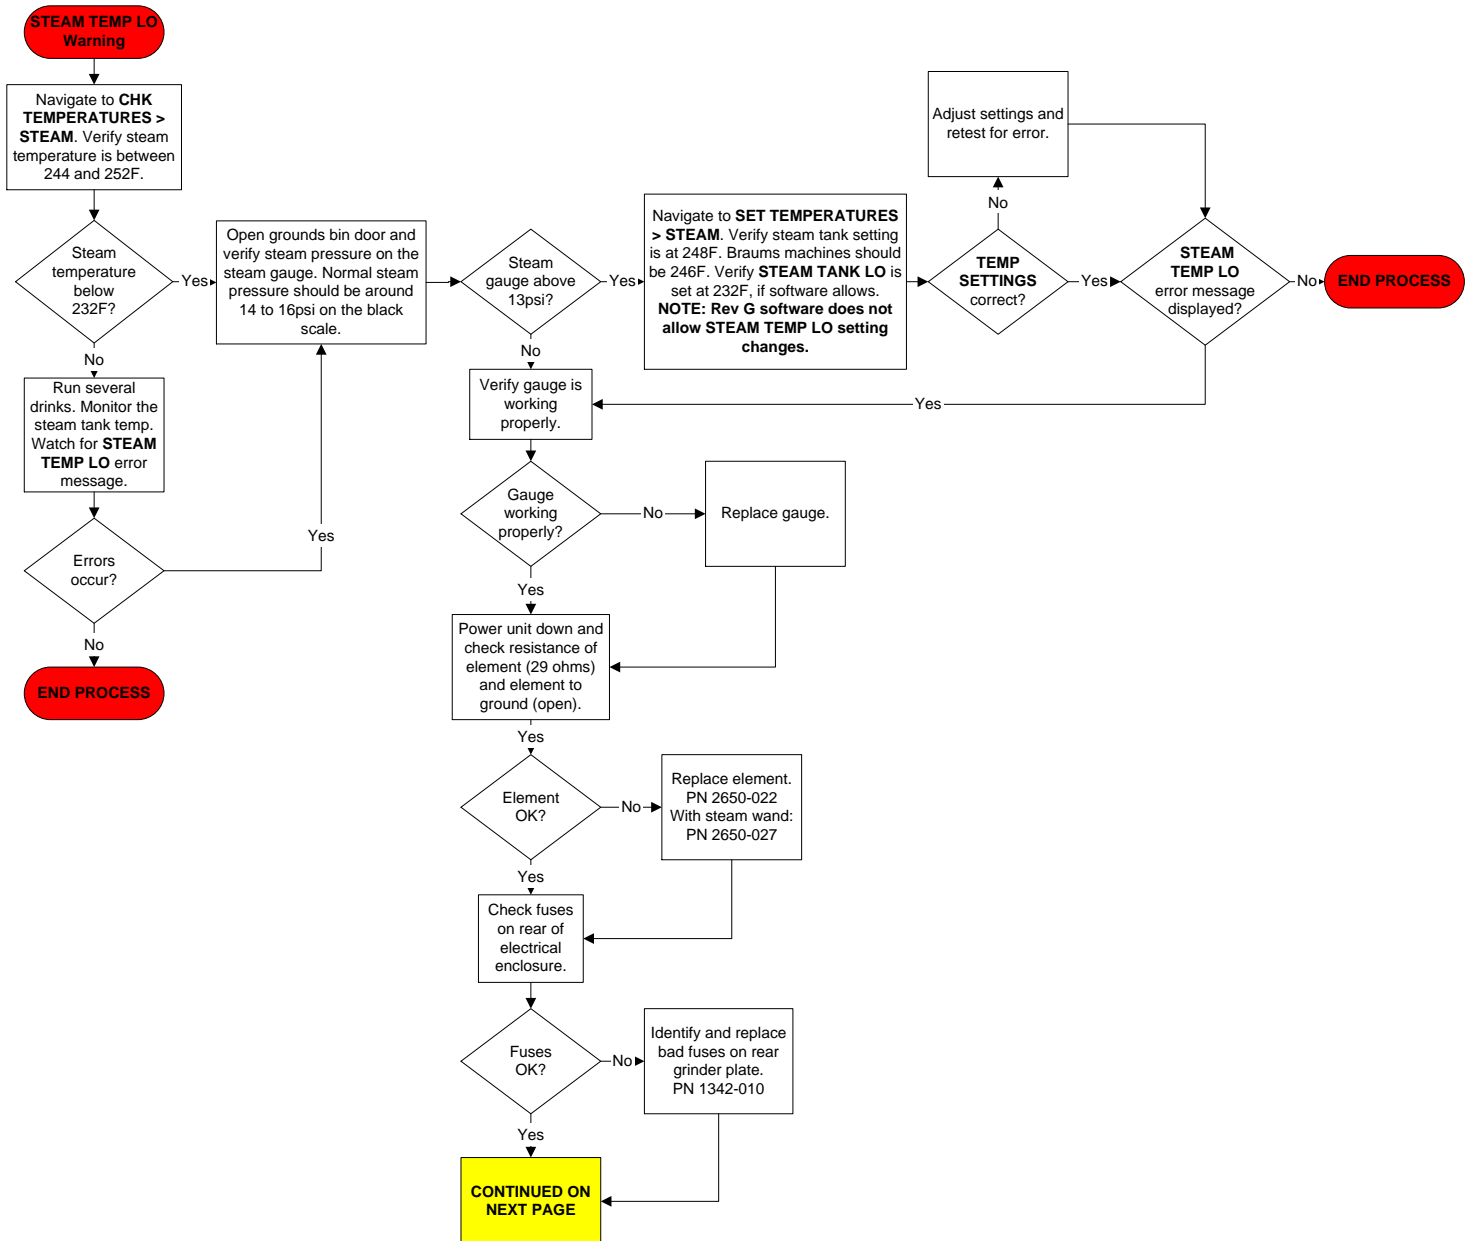 STEAM TEMP LO
Warning
Navigate to CHK
TEMPERATURES >
STEAM. Verify steam
temperature is between
244 and 252F.
Steam
temperature
below
232F?
Yes
No
Run several
drinks. Monitor the
steam tank temp.
Watch for STEAM
TEMP LO error
message.
Errors
occur?
Yes
No
END PROCESS
Open grounds bin door and
verify steam pressure on the
steam gauge. Normal steam
pressure should be around
14 to 16psi on the black
scale.
Steam
gauge above
13psi?
Yes
No
Navigate to SET TEMPERATURES
> STEAM. Verify steam tank setting
is at 248F. Braums machines should
be 246F. Verify STEAM TANK LO is
set at 232F, if software allows.
NOTE: Rev G software does not
allow STEAM TEMP LO setting
changes.
TEMP
SETTINGS
correct?
No
Adjust settings and
retest for error.
Yes
STEAM
TEMP LO
error message
displayed?
No
END PROCESS
Yes
Verify gauge is
working
properly.
Gauge
working
properly?
No
Replace gauge.
Yes
Power unit down and
check resistance of
element (29 ohms)
and element to
ground (open).
Yes
Element
OK?
No
Replace element.
PN 2650-022
With steam wand:
PN 2650-027
Yes
Check fuses
on rear of
electrical
enclosure.
Fuses
OK?
No
Identify and replace
bad fuses on rear
grinder plate.
PN 1342-010
Yes
CONTINUED ON
NEXT PAGE